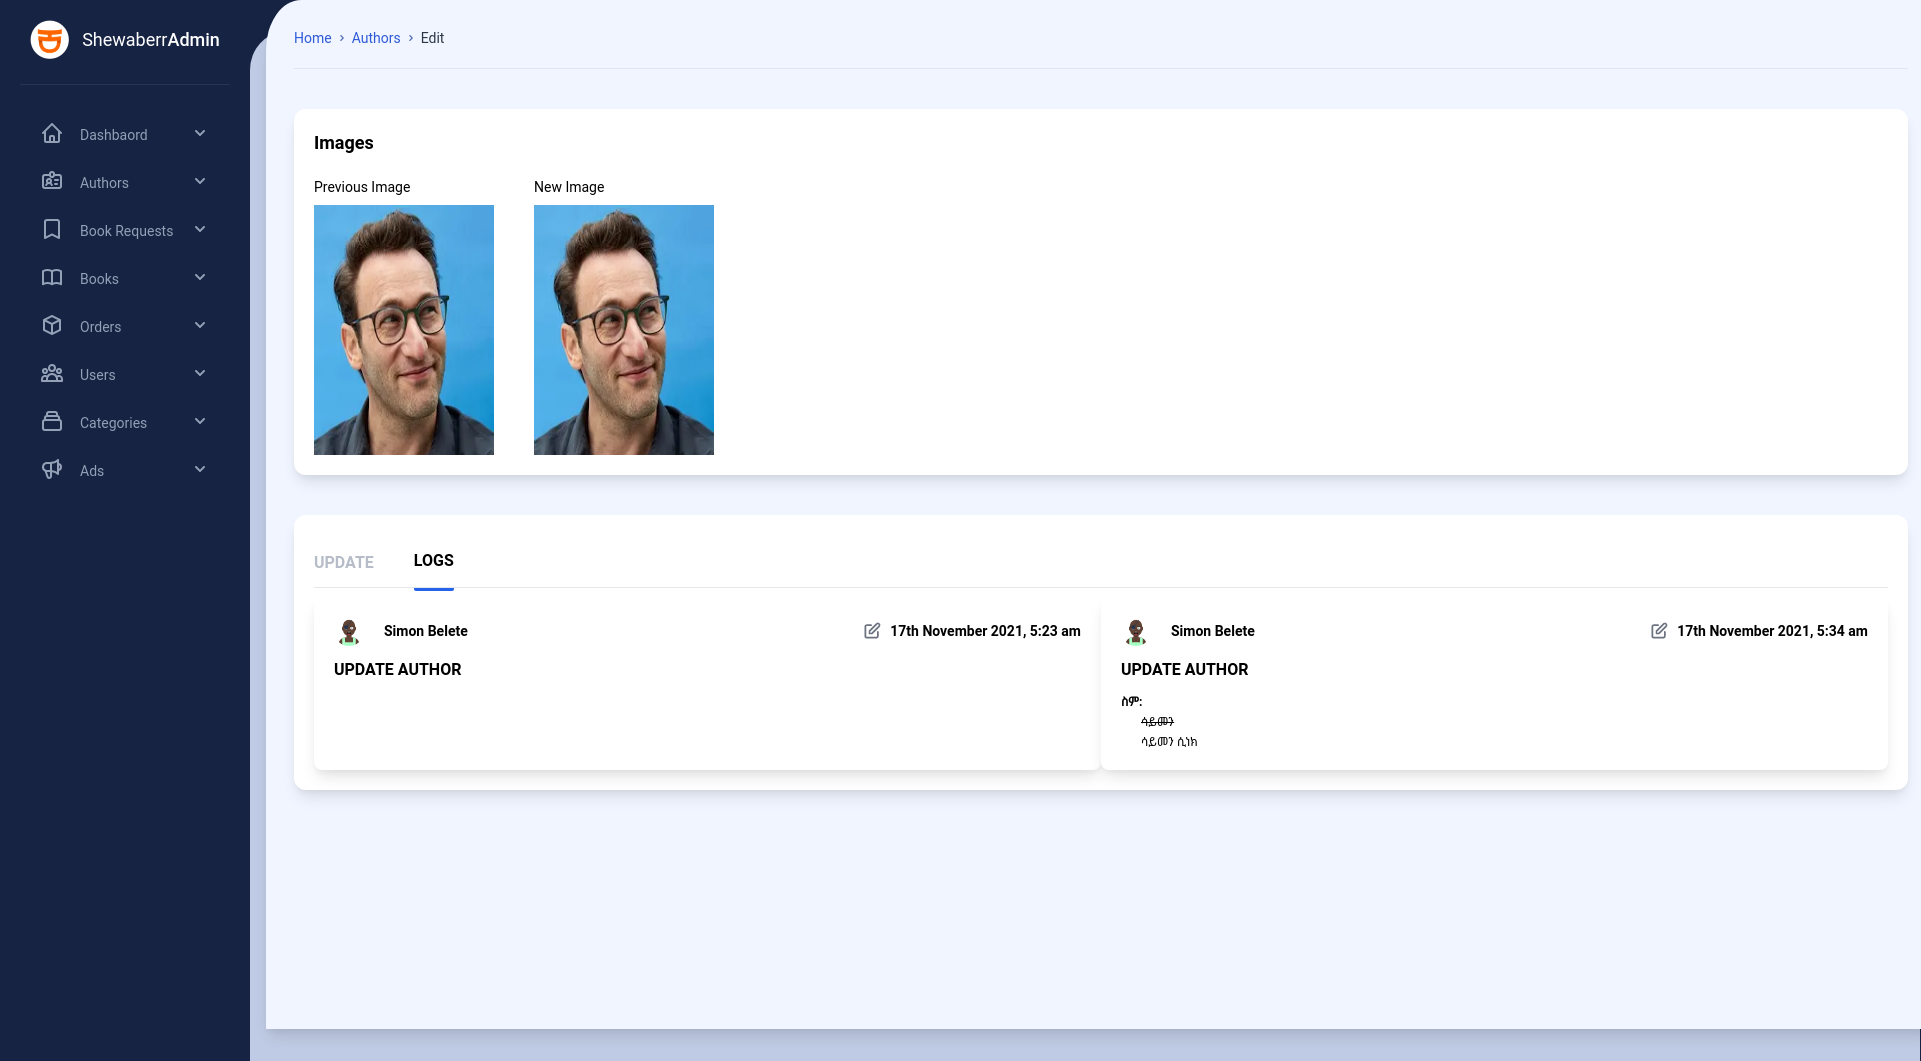 ShewaberrAdmin
Home › Authors › Edit
Dashbaord
Authors
Book Requests
Books
Orders
Users
Categories
Ads
Images
Previous Image
New Image
UPDATE
LOGS
Simon Belete
17th November 2021, 5:23 am
UPDATE AUTHOR
Simon Belete
17th November 2021, 5:34 am
UPDATE AUTHOR
ስም:
ሳይመን
ሳይመን ሲነክ